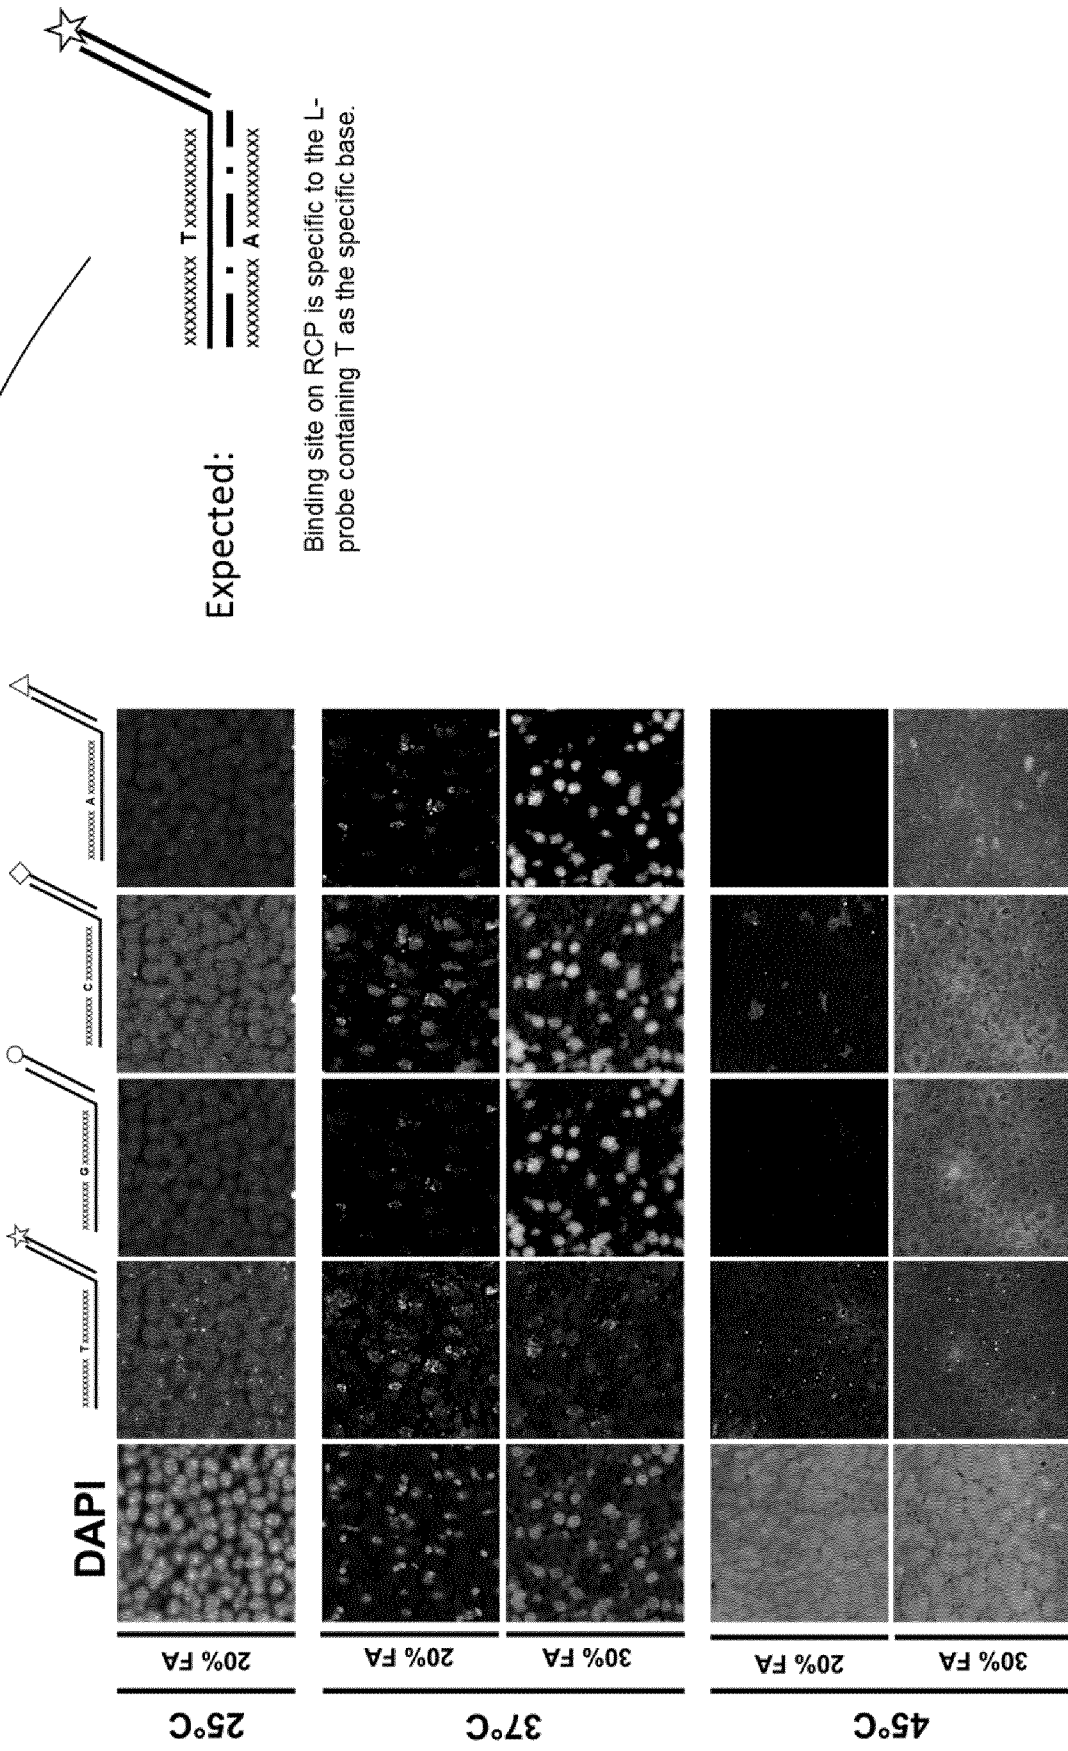 DAPI
xxxxxxxxx T xxxxxxxxxx
xxxxxxxxx G xxxxxxxxxx
xxxxxxxxx C xxxxxxxxxx
xxxxxxxxx A xxxxxxxxxx
25°C
20% FA
37°C
20% FA
30% FA
45°C
20% FA
30% FA
Expected:
xxxxxxxxx T xxxxxxxxxx
xxxxxxxxx A xxxxxxxxxx
Binding site on RCP is specific to the L-
probe containing T as the specific base.